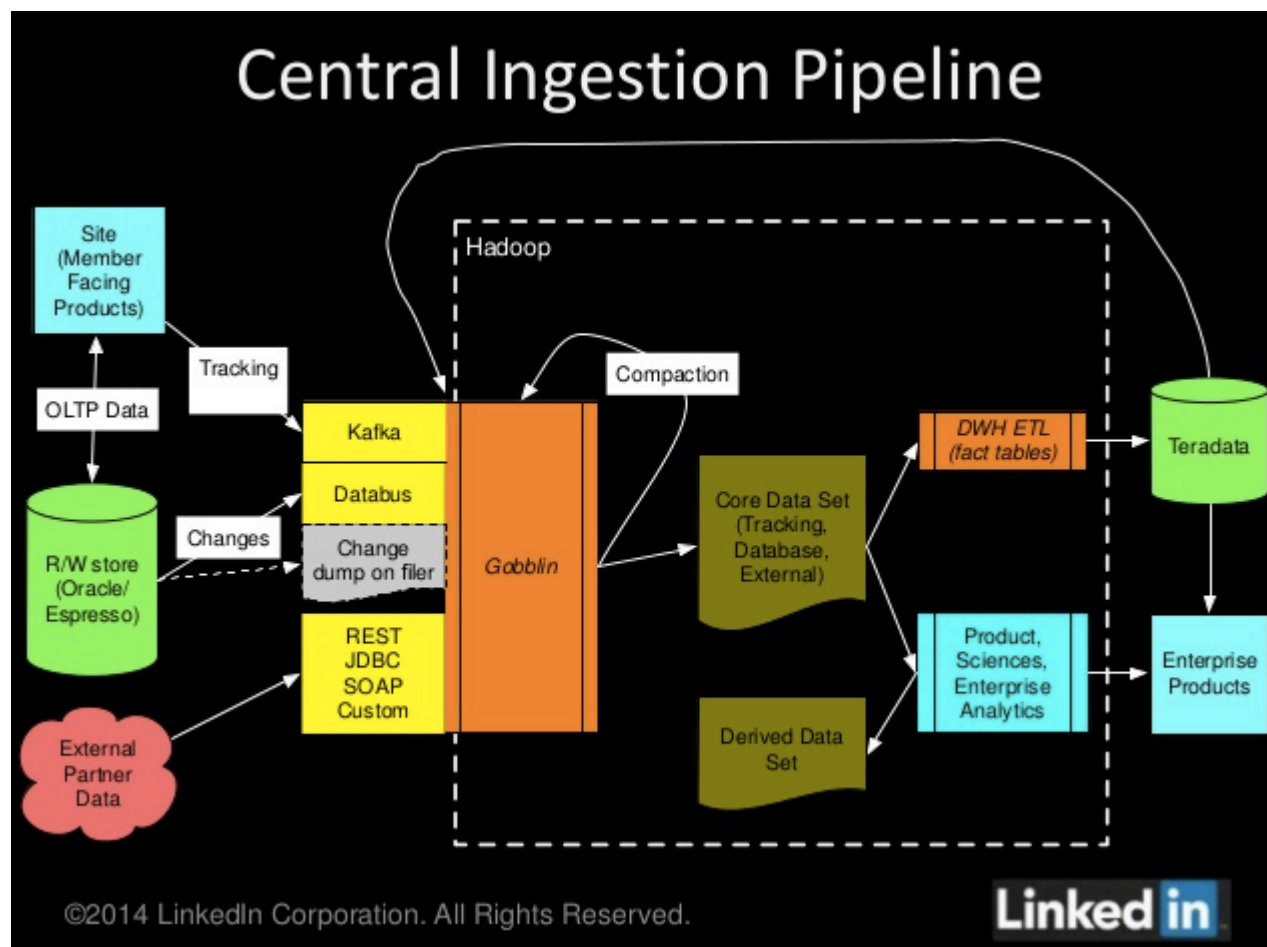 Central Ingestion Pipeline
Site
(Member
Facing
Products)
Hadoop
Tracking
Compaction
OLTP Data
Kafka
DWH ETL
(fact tables)
Teradata
Databus
Core Data Set
(Tracking,
Database,
External)
Changes
Change
dump on filer
Gobblin
R/W store
(Oracle/
Espresso)
REST
JDBC
SOAP
Custom
Product,
Sciences,
Enterprise
Analytics
Enterprise
Products
External
Partner
Data
Derived Data
Set
©2014 LinkedIn Corporation. All Rights Reserved.
Linked in